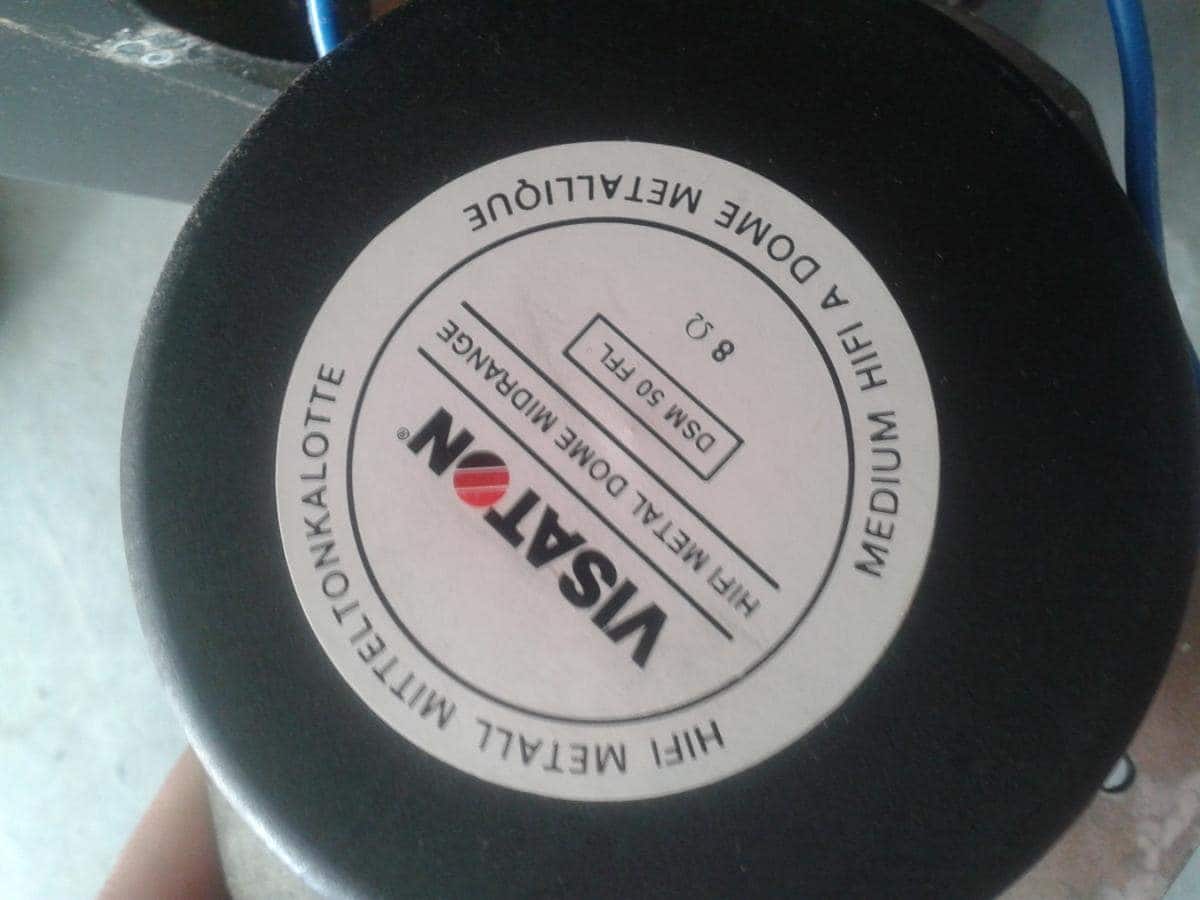 VISATON®
HIFI METAL DOME MIDRANGE
DSM 50 FFL
8 Ω
HIFI METALL MITTELTONKALOTTE
MEDIUM HIFI A DOME METALLIQUE